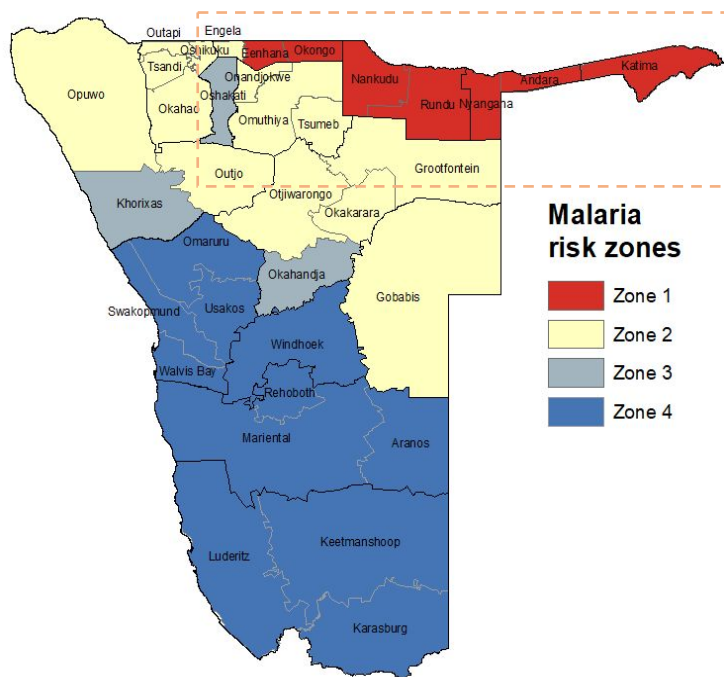 Outapi
Engela
Oshikuku
Eenhana
Okongo
Tsandi
Onandjokwe
Nankudu
Andara
Katima
Opuwo
Okahao
Oshakati
Omuthiya
Tsumeb
Rundu
Nyangana
Outjo
Grootfontein
Khorixas
Otjiwarongo
Okakarara
Omaruru
Okahandja
Gobabis
Swakopmund
Usakos
Windhoek
Walvis Bay
Rehoboth
Mariental
Aranos
Luderitz
Keetmanshoop
Karasburg
Malaria
risk zones
Zone 1
Zone 2
Zone 3
Zone 4